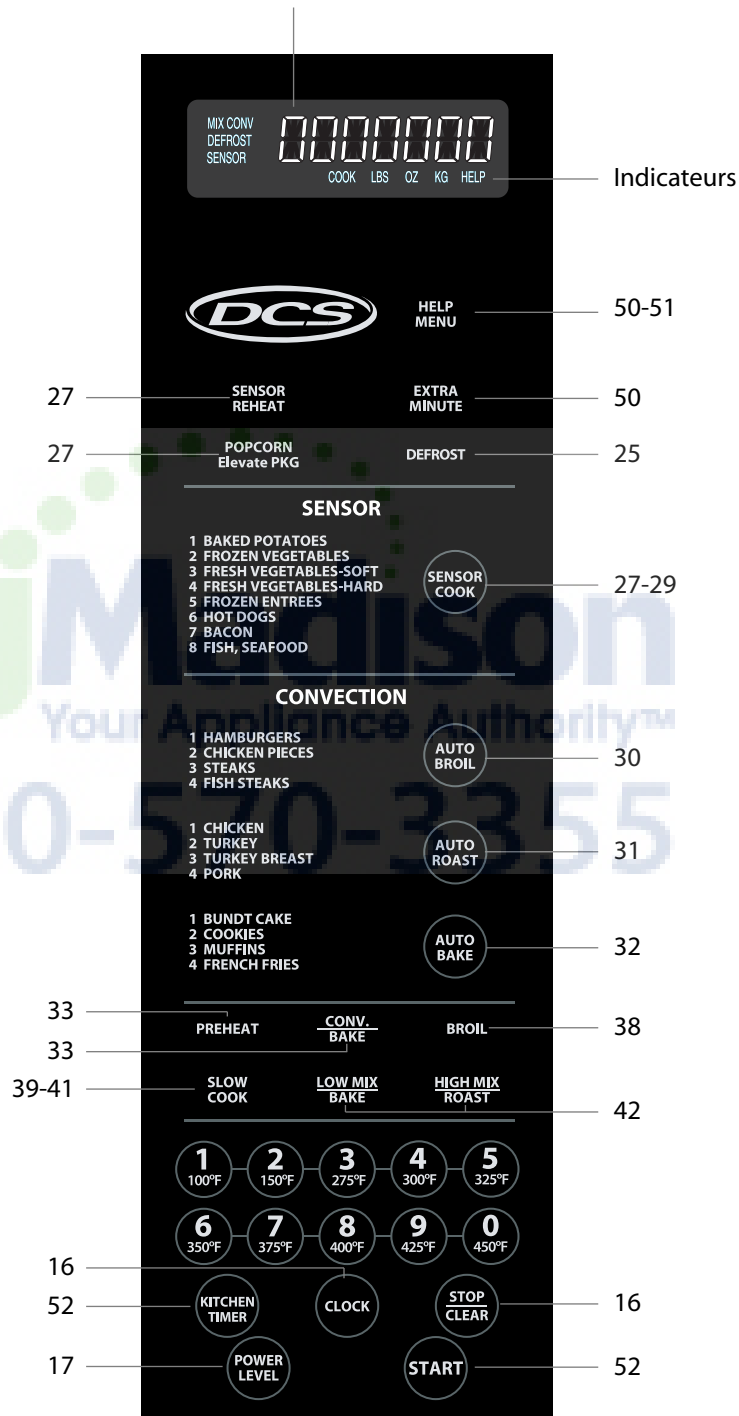 MIX CONV
DEFROST
SENSOR
COOK LBS OZ KG HELP
Indicateurs
DCS
HELP
MENU
50-51
27
SENSOR
REHEAT
EXTRA
MINUTE
50
27
POPCORN
Elevate PKG
DEFROST
25
SENSOR
1 BAKED POTATOES
2 FROZEN VEGETABLES
3 FRESH VEGETABLES-SOFT
4 FRESH VEGETABLES-HARD
5 FROZEN ENTREES
6 HOT DOGS
7 BACON
8 FISH, SEAFOOD
SENSOR
COOK
27-29
Madison
CONVECTION
Your Appliance Authority™
1 HAMBURGERS
2 CHICKEN PIECES
3 STEAKS
4 FISH STEAKS
AUTO
BROIL
30
0-570-3355
1 CHICKEN
2 TURKEY
3 TURKEY BREAST
4 PORK
AUTO
ROAST
31
1 BUNDT CAKE
2 COOKIES
3 MUFFINS
4 FRENCH FRIES
AUTO
BAKE
32
33
PREHEAT
33
CONV.
BAKE
BROIL
38
39-41
SLOW
COOK
LOW MIX
BAKE
HIGH MIX
ROAST
42
1 2 3 4 5
100°F 150°F 275°F 300°F 325°F
6 7 8 9 0
350°F 375°F 400°F 425°F 450°F
16
52
KITCHEN
TIMER
CLOCK
STOP
CLEAR
16
17
POWER
LEVEL
START
52